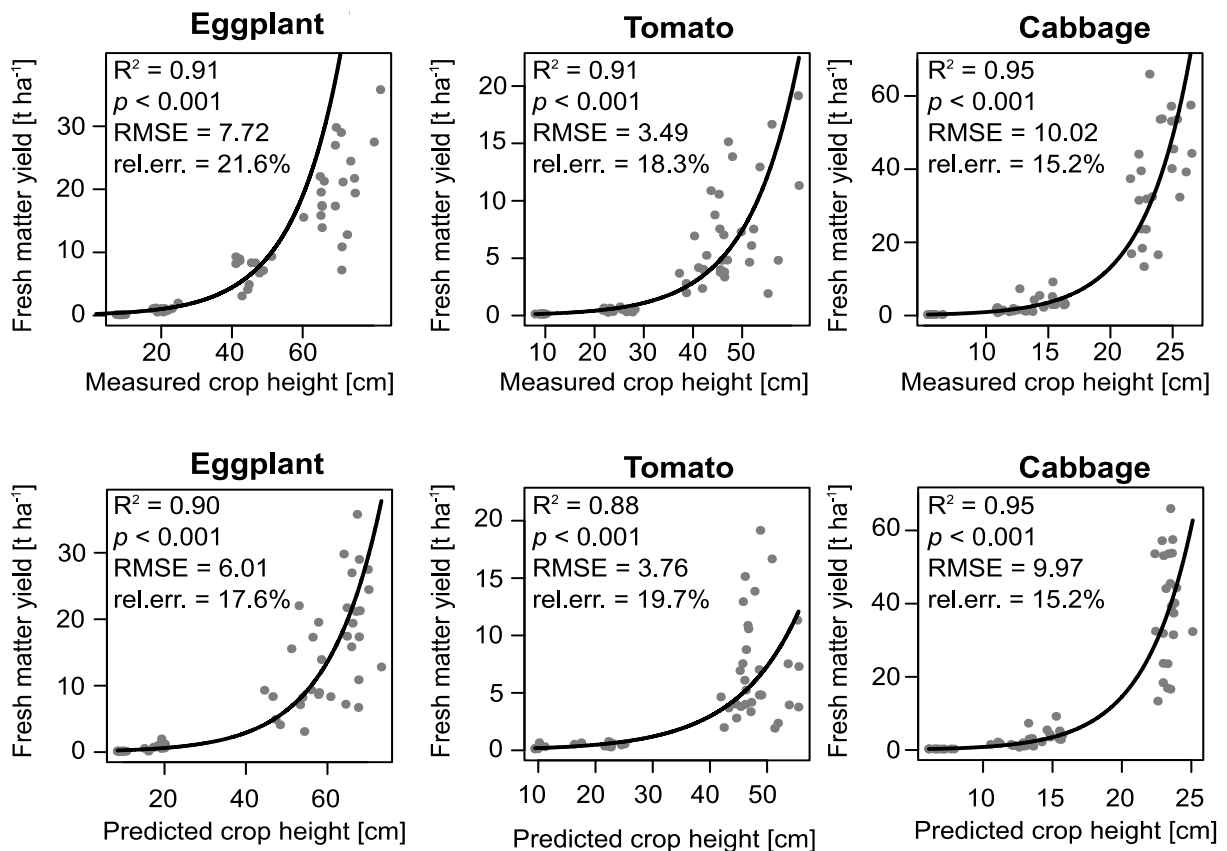 Eggplant
R² = 0.91
p < 0.001
RMSE = 7.72
rel.err. = 21.6%
Fresh matter yield [t ha⁻¹]
0
10
20
30
20
40
60
Measured crop height [cm]
Tomato
R² = 0.91
p < 0.001
RMSE = 3.49
rel.err. = 18.3%
Fresh matter yield [t ha⁻¹]
0
5
10
15
20
10
20
30
40
50
Measured crop height [cm]
Cabbage
R² = 0.95
p < 0.001
RMSE = 10.02
rel.err. = 15.2%
Fresh matter yield [t ha⁻¹]
0
20
40
60
10
15
20
25
Measured crop height [cm]
Eggplant
R² = 0.90
p < 0.001
RMSE = 6.01
rel.err. = 17.6%
Fresh matter yield [t ha⁻¹]
0
10
20
30
20
40
60
Predicted crop height [cm]
Tomato
R² = 0.88
p < 0.001
RMSE = 3.76
rel.err. = 19.7%
Fresh matter yield [t ha⁻¹]
0
5
10
15
20
10
20
30
40
50
Predicted crop height [cm]
Cabbage
R² = 0.95
p < 0.001
RMSE = 9.97
rel.err. = 15.2%
Fresh matter yield [t ha⁻¹]
0
20
40
60
10
15
20
25
Predicted crop height [cm]